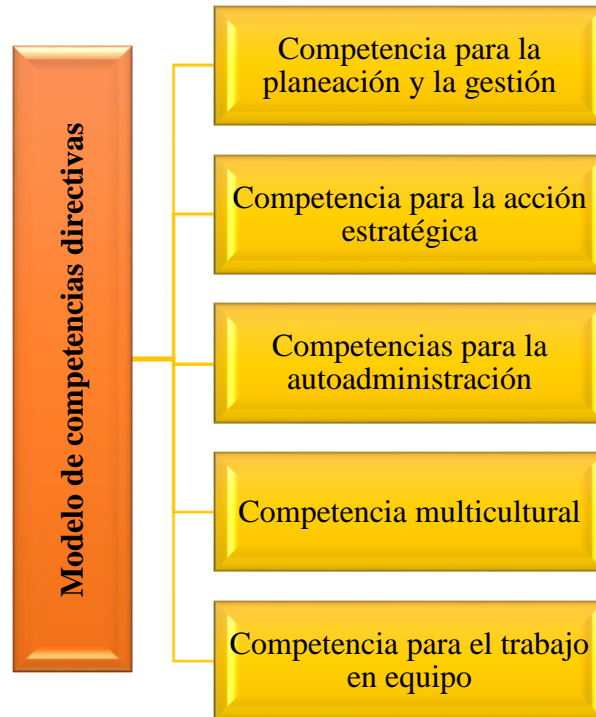 Modelo de competencias directivas
Competencia para la
planeación y la gestión
Competencia para la acción
estratégica
Competencias para la
autoadministración
Competencia multicultural
Competencia para el trabajo
en equipo